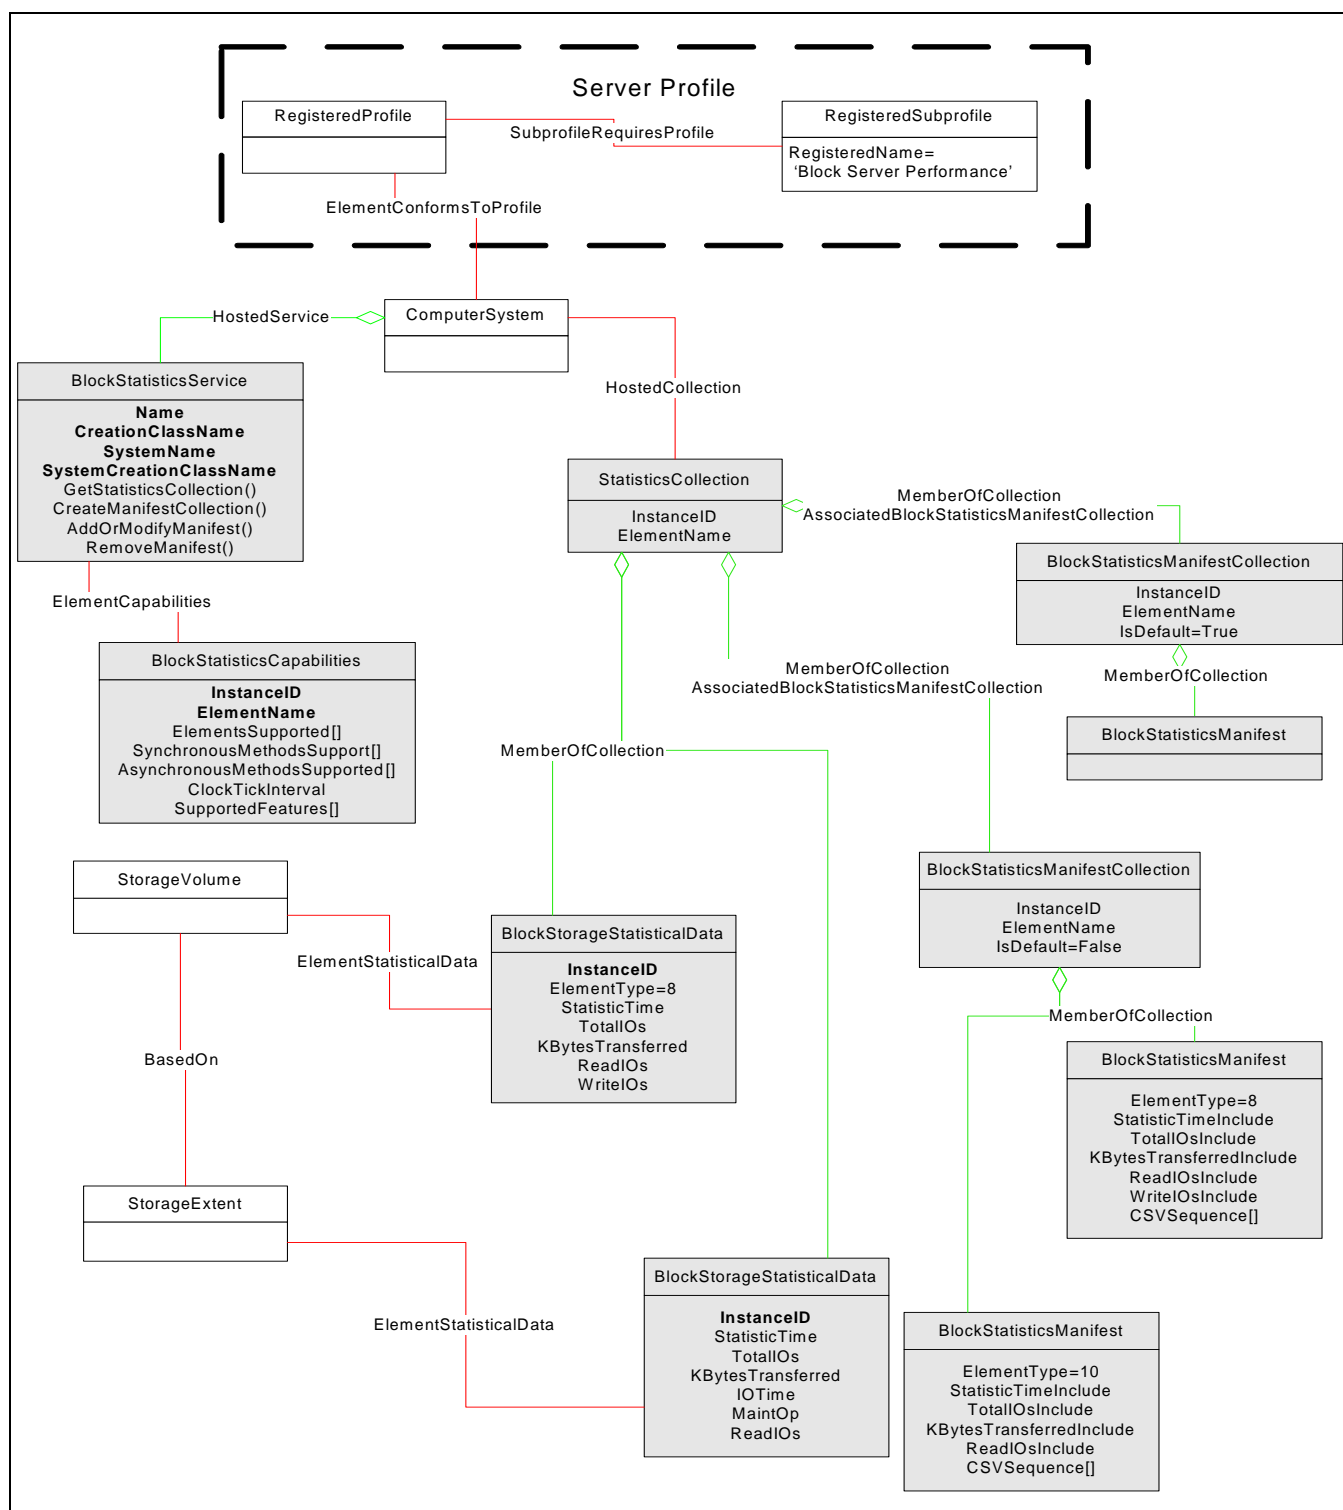 Server Profile
RegisteredProfile
SubprofileRequiresProfile
RegisteredSubprofile
RegisteredName=
‘Block Server Performance’
ElementConformsToProfile
HostedService
ComputerSystem
HostedCollection
BlockStatisticsService
Name
CreationClassName
SystemName
SystemCreationClassName
GetStatisticsCollection()
CreateManifestCollection()
AddOrModifyManifest()
RemoveManifest()
StatisticsCollection
InstanceID
ElementName
MemberOfCollection
AssociatedBlockStatisticsManifestCollection
BlockStatisticsManifestCollection
InstanceID
ElementName
IsDefault=True
MemberOfCollection
BlockStatisticsManifest
ElementCapabilities
BlockStatisticsCapabilities
InstanceID
ElementName
ElementsSupported[]
SynchronousMethodsSupport[]
AsynchronousMethodsSupported[]
ClockTickInterval
SupportedFeatures[]
MemberOfCollection
AssociatedBlockStatisticsManifestCollection
MemberOfCollection
StorageVolume
ElementStatisticalData
BlockStorageStatisticalData
InstanceID
ElementType=8
StatisticTime
TotalIOs
KBytesTransferred
ReadIOs
WriteIOs
BlockStatisticsManifestCollection
InstanceID
ElementName
IsDefault=False
MemberOfCollection
BlockStatisticsManifest
ElementType=8
StatisticTimeInclude
TotalIOsInclude
KBytesTransferredInclude
ReadIOsInclude
WriteIOsInclude
CSVSequence[]
BasedOn
StorageExtent
ElementStatisticalData
BlockStorageStatisticalData
InstanceID
StatisticTime
TotalIOs
KBytesTransferred
IOTime
MaintOp
ReadIOs
BlockStatisticsManifest
ElementType=10
StatisticTimeInclude
TotalIOsInclude
KBytesTransferredInclude
ReadIOsInclude
CSVSequence[]